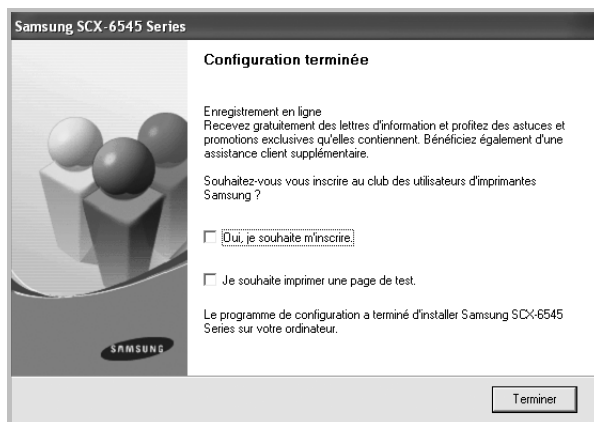 Samsung SCX-6545 Series
Configuration terminée
Enregistrement en ligne
Recevez gratuitement des lettres d'information et profitez des astuces et
promotions exclusives qu'elles contiennent. Bénéficiez également d'une
assistance client supplémentaire.
Souhaitez-vous vous inscrire au club des utilisateurs d'imprimantes
Samsung ?
Oui, je souhaite m'inscrire.
Je souhaite imprimer une page de test.
Le programme de configuration a terminé d'installer Samsung SCX-6545
Series sur votre ordinateur.
SAMSUNG
Terminer